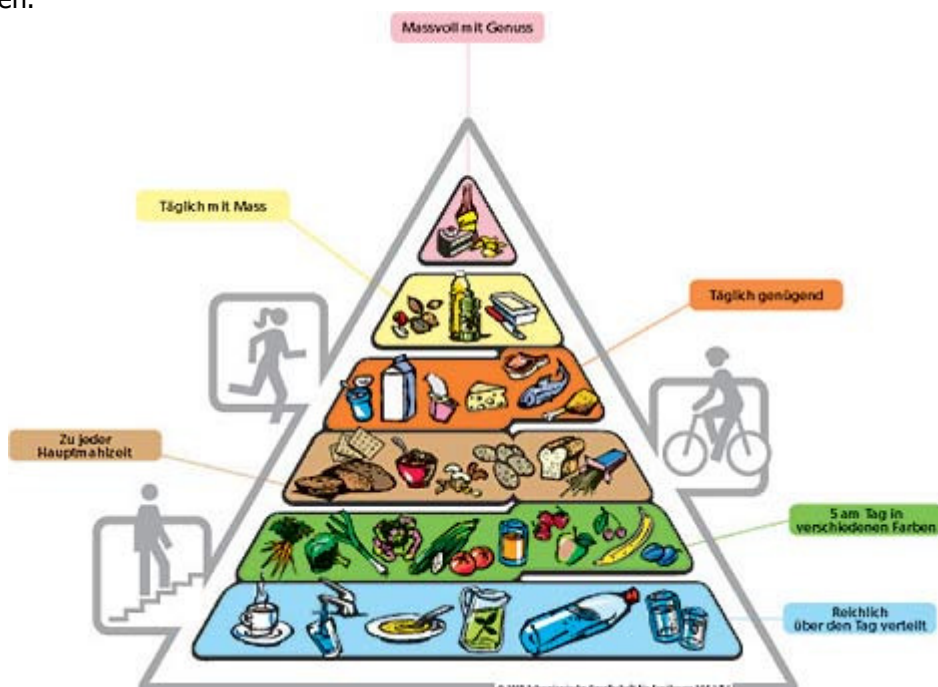 en.
Massvoll mit Genuss
Täglich mit Mass
Täglich genügend
Zu jeder
Hauptmahlzeit
5 am Tag in
verschiedenen Farben
Reichlich
über den Tag verteilt